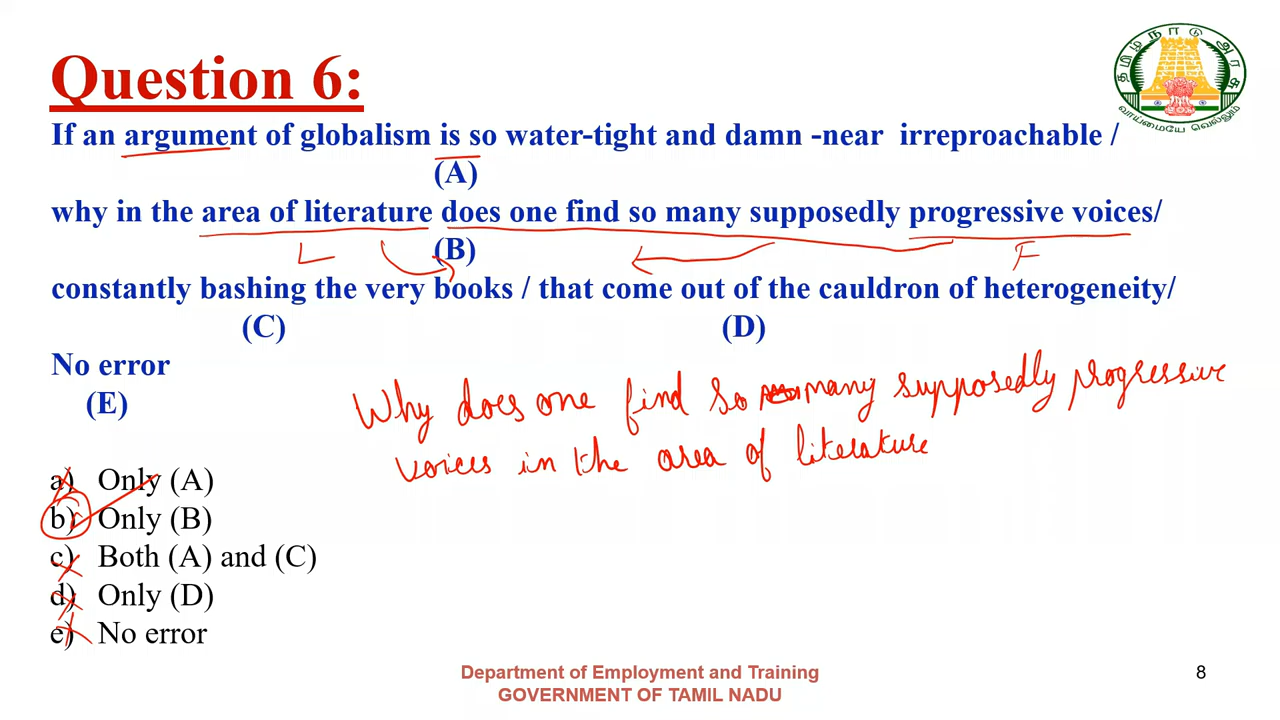 Question 6:
தமிழ்நாடு அரசு
வாய்மையே வெல்லும்
If an argument of globalism is so water-tight and damn -near irreproachable /
(A)
why in the area of literature does one find so many supposedly progressive voices/
(B)
L
F
constantly bashing the very books / that come out of the cauldron of heterogeneity/
(C) (D)
No error
(E)
Why does one find so many supposedly progressive
voices in the area of literature
a) Only (A)
b) Only (B)
c) Both (A) and (C)
d) Only (D)
e) No error
Department of Employment and Training
GOVERNMENT OF TAMIL NADU
8